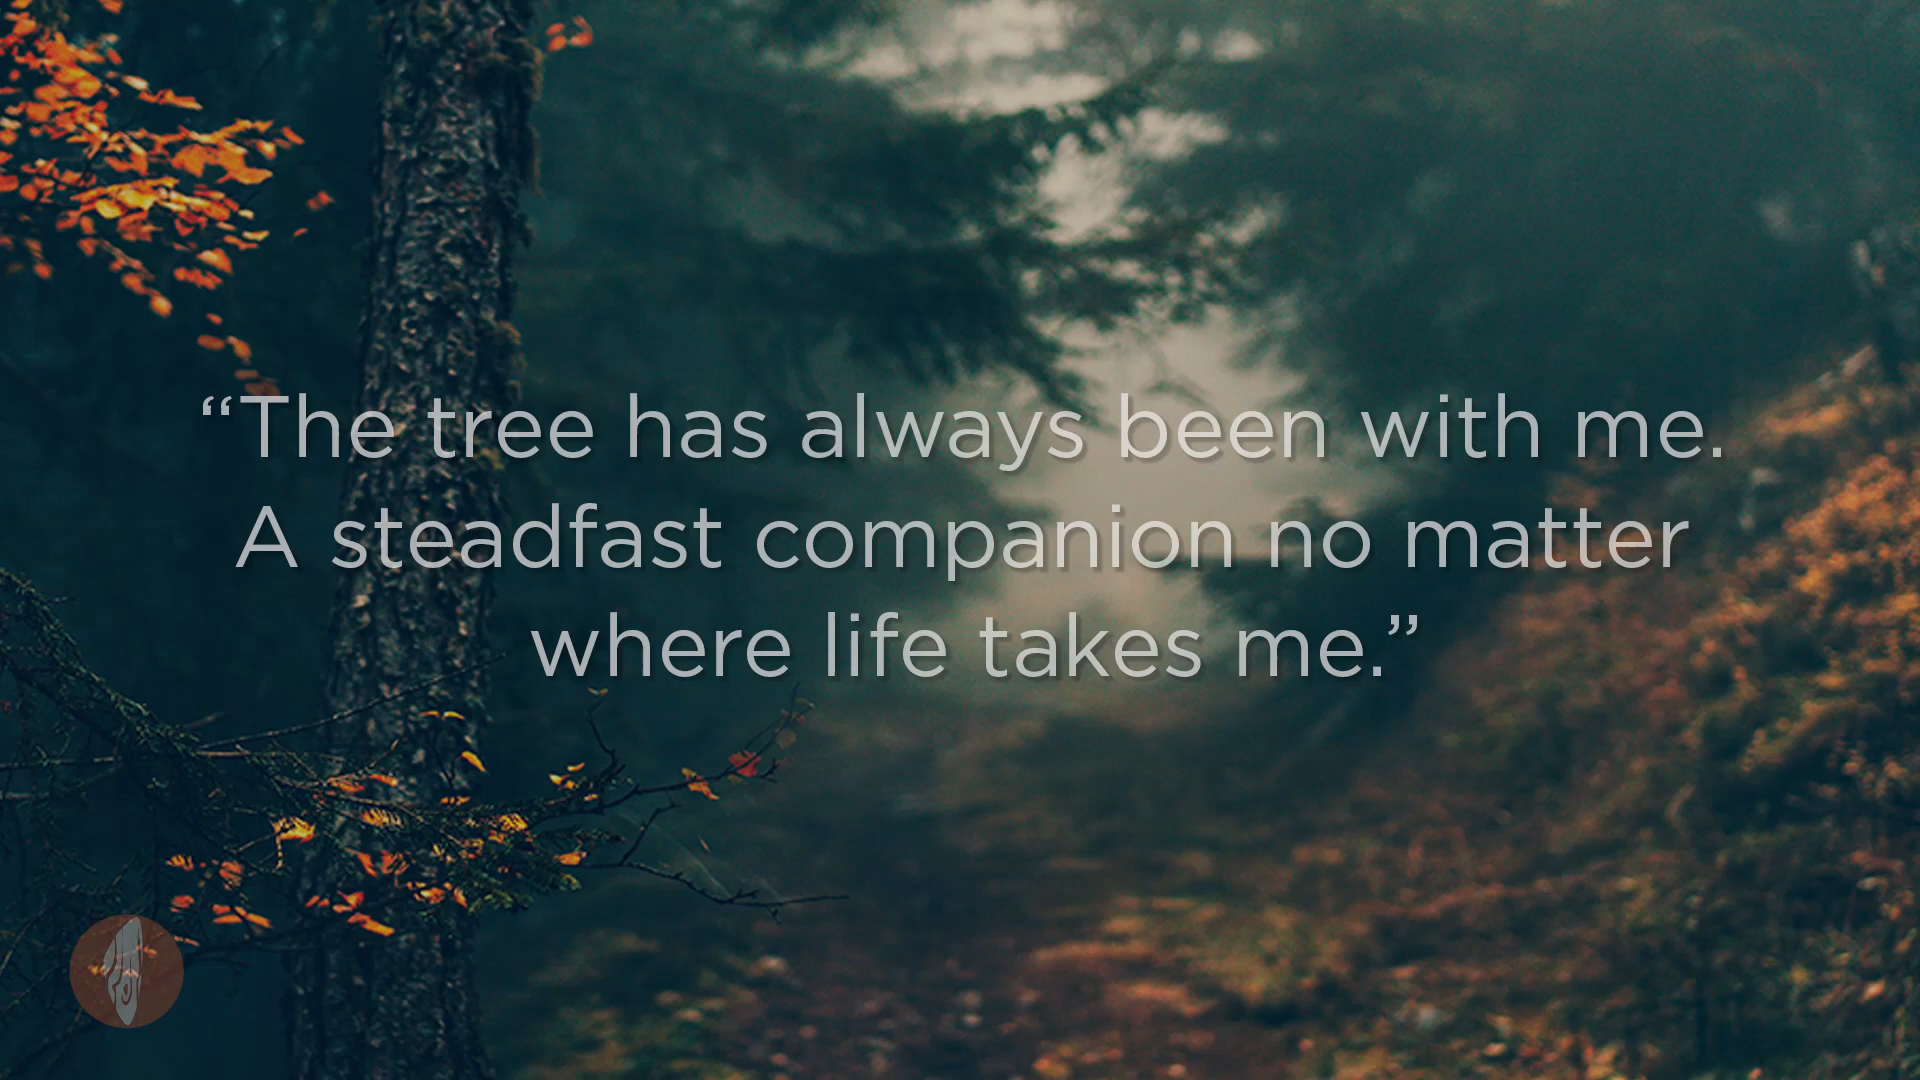 “The tree has always been with me.
A steadfast companion no matter
where life takes me.”